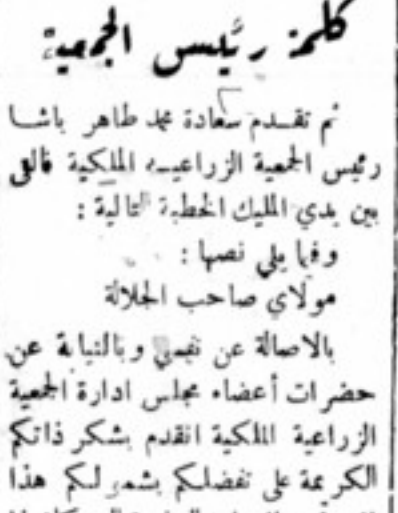 كلمة رئيس الجمعية
ثم تقدم سعادة محمد طاهر باشا
رئيس الجمعية الزراعية الملكية فالقى
بين يدي المليك الخطبة التالية :
وفيما يلي نصها :
مولاي صاحب الجلالة
بالاصالة عن نفسي وبالنيابة عن
حضرات أعضاء مجلس ادارة الجمعية
الزراعية الملكية اتقدم بشكر ذاتكم
الكريمة على تفضلكم بشمولكم هذا